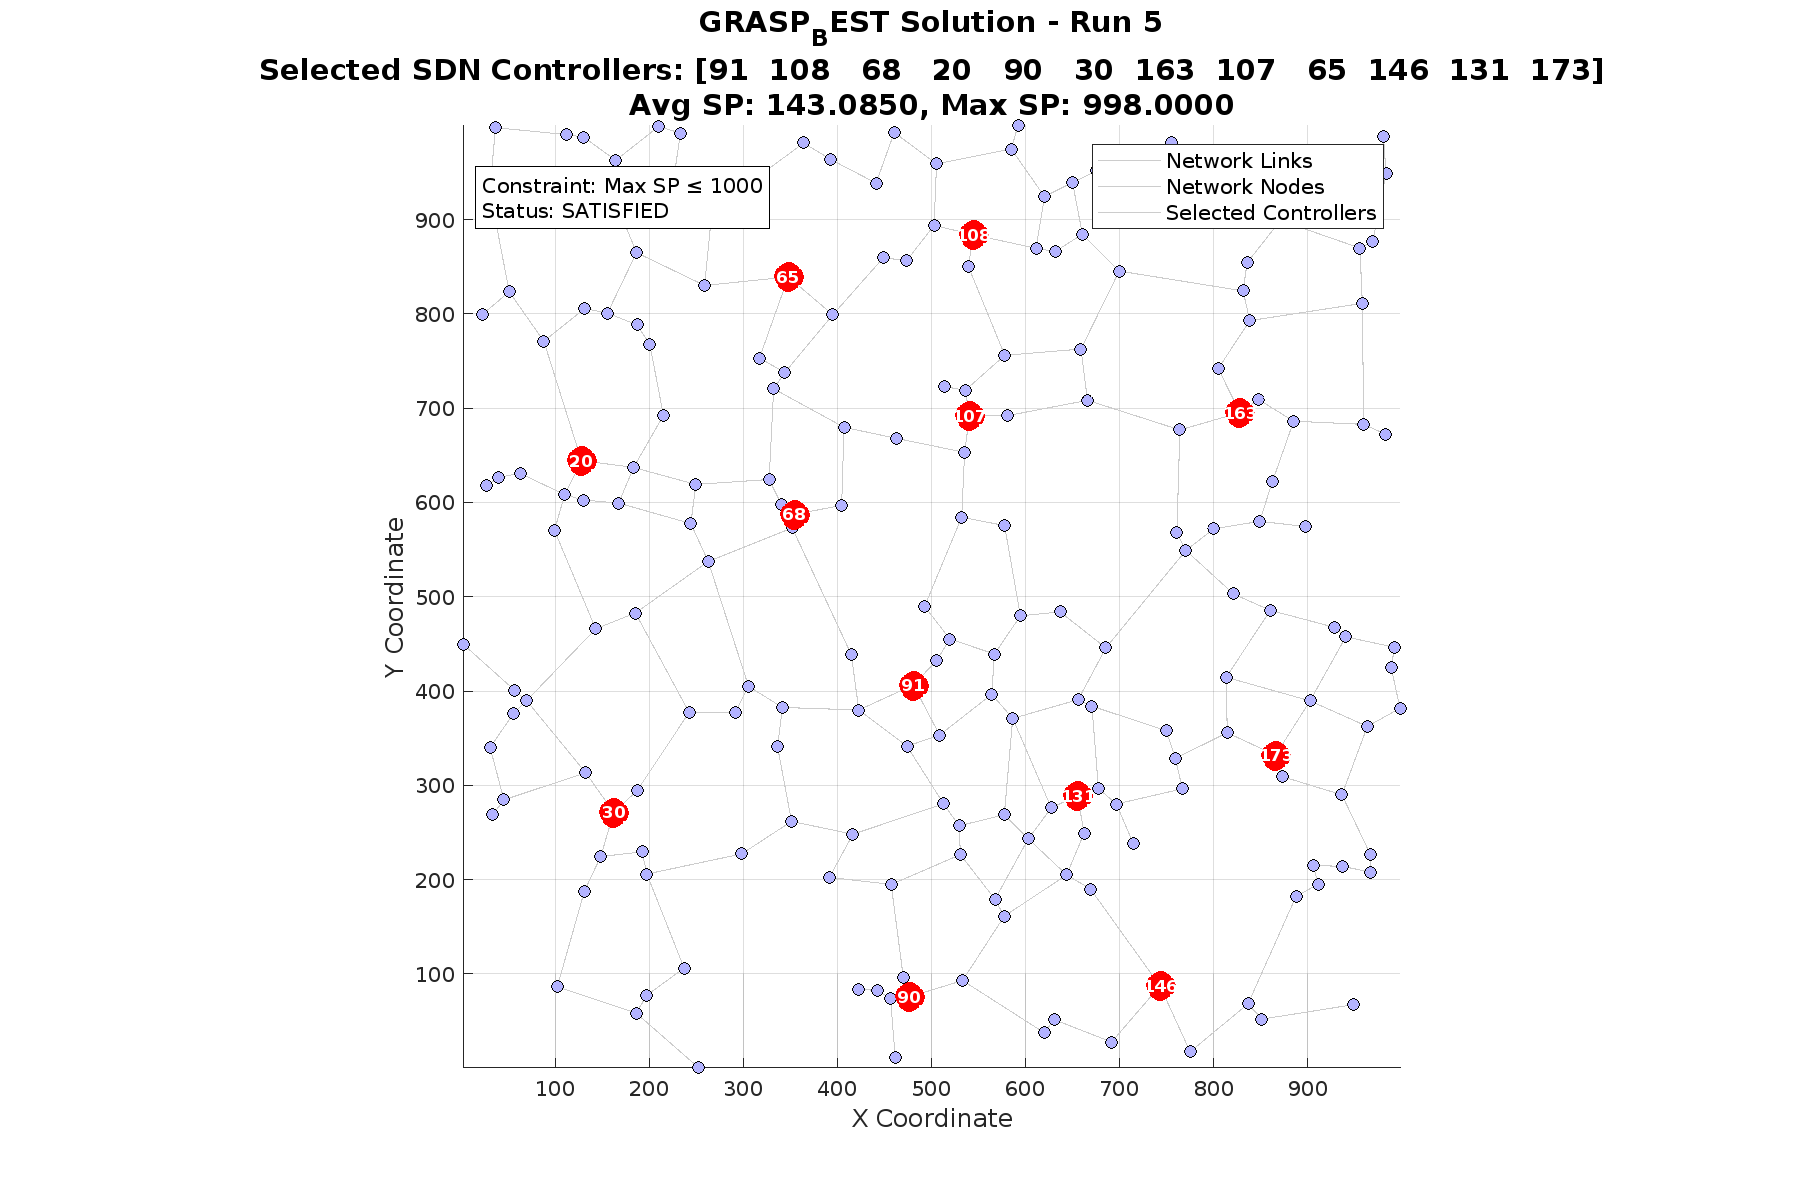 GRASP_BEST Solution - Run 5
Selected SDN Controllers: [91 108 68 20 90 30 163 107 65 146 131 173]
Avg SP: 143.0850, Max SP: 998.0000
Constraint: Max SP ≤ 1000
Status: SATISFIED
Network Links
Network Nodes
Selected Controllers
900
800
700
600
500
400
300
200
100
Y Coordinate
108
65
107
163
20
68
91
173
131
30
146
90
100 200 300 400 500 600 700 800 900
X Coordinate